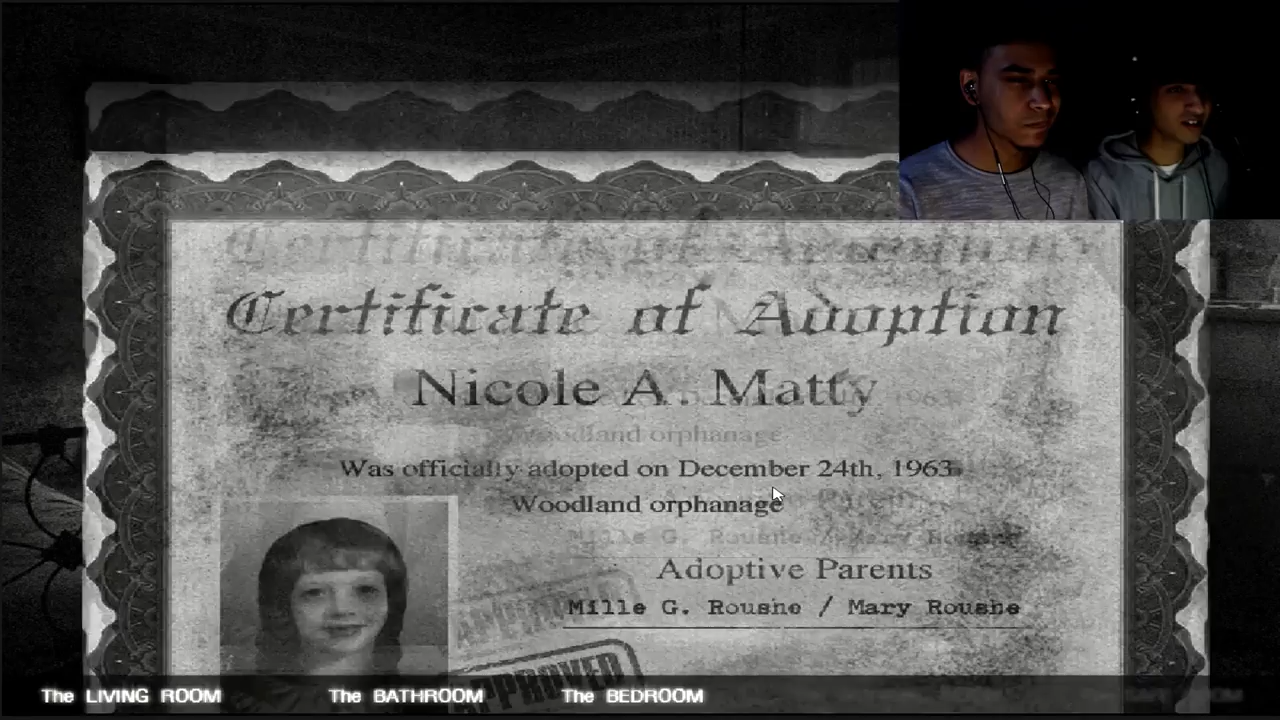 Certificate of Adoption
Nicole A. Matty
Was officially adopted on December 24th, 1963
Woodland orphanage
Adoptive Parents
Mille G. Roushe / Mary Roushe
APPROVED
The LIVING ROOM The BATHROOM The BEDROOM